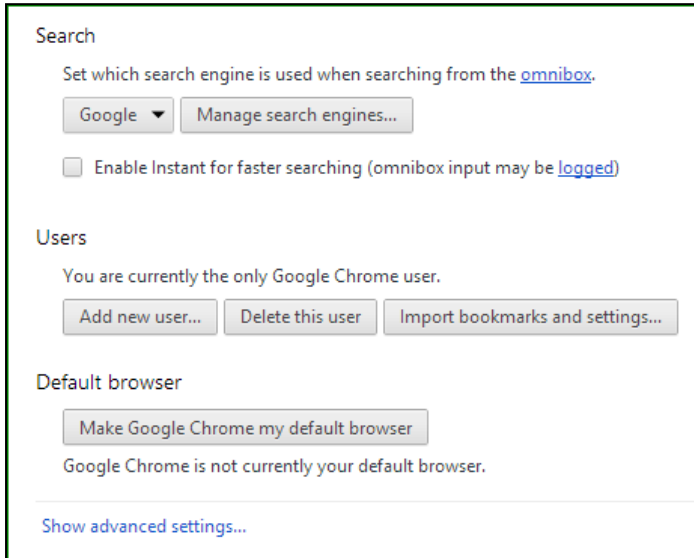 Search
Set which search engine is used when searching from the omnibox.
Google Manage search engines...
Enable Instant for faster searching (omnibox input may be logged)
Users
You are currently the only Google Chrome user.
Add new user... Delete this user Import bookmarks and settings...
Default browser
Make Google Chrome my default browser
Google Chrome is not currently your default browser.
Show advanced settings...